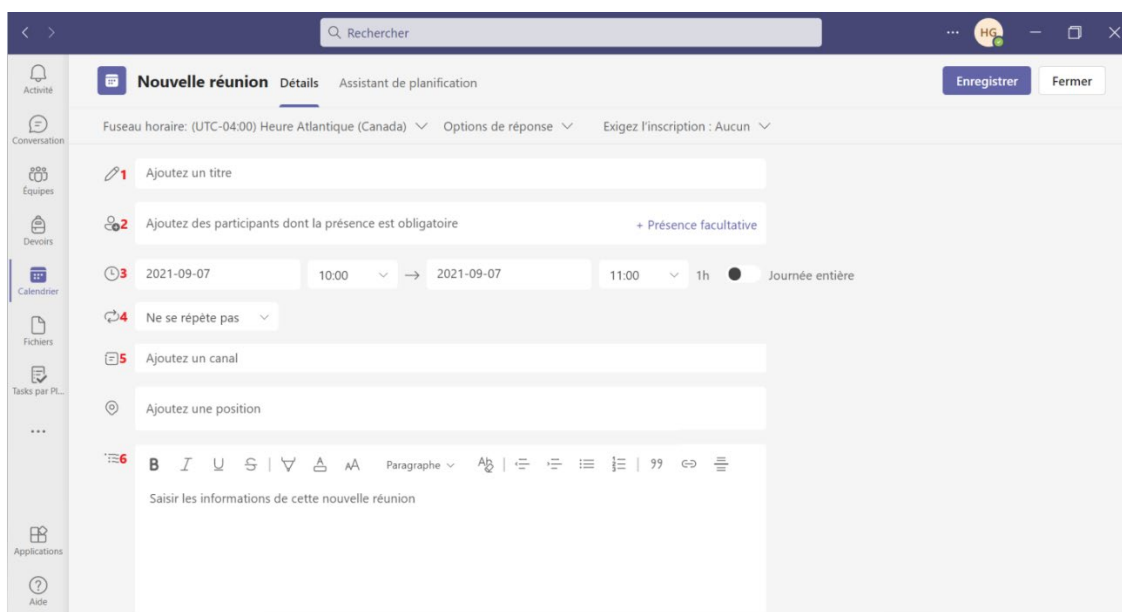 Rechercher
HG
Activité
Conversation
Équipes
Devoirs
Calendrier
Fichiers
Tasks par Pl...
Applications
Aide
Nouvelle réunion Détails Assistant de planification Enregistrer Fermer
Fuseau horaire: (UTC-04:00) Heure Atlantique (Canada) Options de réponse Exigez l'inscription : Aucun
1 Ajoutez un titre
2 Ajoutez des participants dont la présence est obligatoire + Présence facultative
3 2021-09-07 10:00 → 2021-09-07 11:00 1h Journée entière
4 Ne se répète pas
5 Ajoutez un canal
Ajoutez une position
6 B I U S A AA Paragraphe Ab
Saisir les informations de cette nouvelle réunion